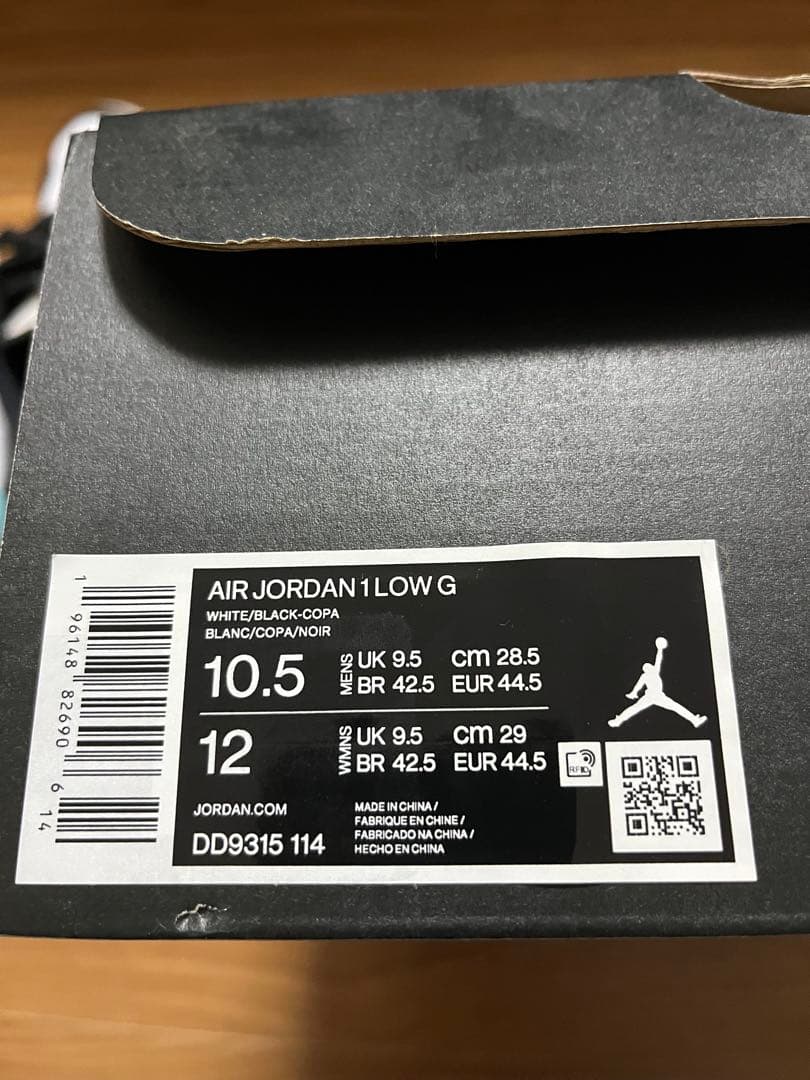 AIR JORDAN 1 LOW G
WHITE/BLACK-COPA
BLANC/COPA/NOIR
10.5 MENS UK 9.5 cm 28.5
BR 42.5 EUR 44.5
12 WMNS UK 9.5 cm 29
BR 42.5 EUR 44.5
RFID
JORDAN.COM
DD9315 114
MADE IN CHINA /
FABRIQUE EN CHINE /
FABRICADO NA CHINA /
HECHO EN CHINA
1 96148 82690 6 14